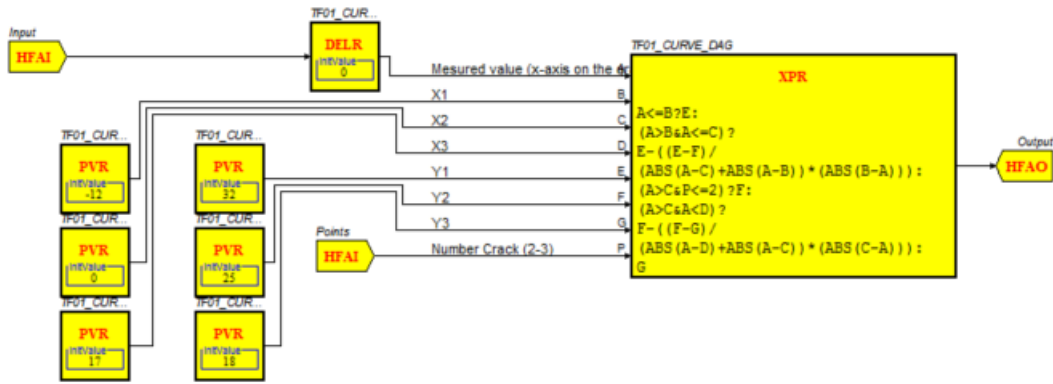 Input
HFAI
TF01_CUR...
DELR
InitValue
0
TF01_CURVE_DAG
XPR
Mesured value (x-axis on the
A
X1
B
X2
C
X3
D
Y1
E
Y2
F
Y3
G
Number Crack (2-3)
P
A<=B?E:
(A>B&A<=C)?
E-((E-F)/
(ABS(A-C)+ABS(A-B))*(ABS(B-A))):
(A>C&P<=2)?F:
(A>C&A<D)?
F-((F-G)/
(ABS(A-D)+ABS(A-C))*(ABS(C-A))):
G
Output
HFAO
TF01_CUR...
PVR
InitValue
-12
TF01_CUR...
PVR
InitValue
32
TF01_CUR...
PVR
InitValue
0
TF01_CUR...
PVR
InitValue
25
Points
HFAI
TF01_CUR...
PVR
InitValue
17
TF01_CUR...
PVR
InitValue
18